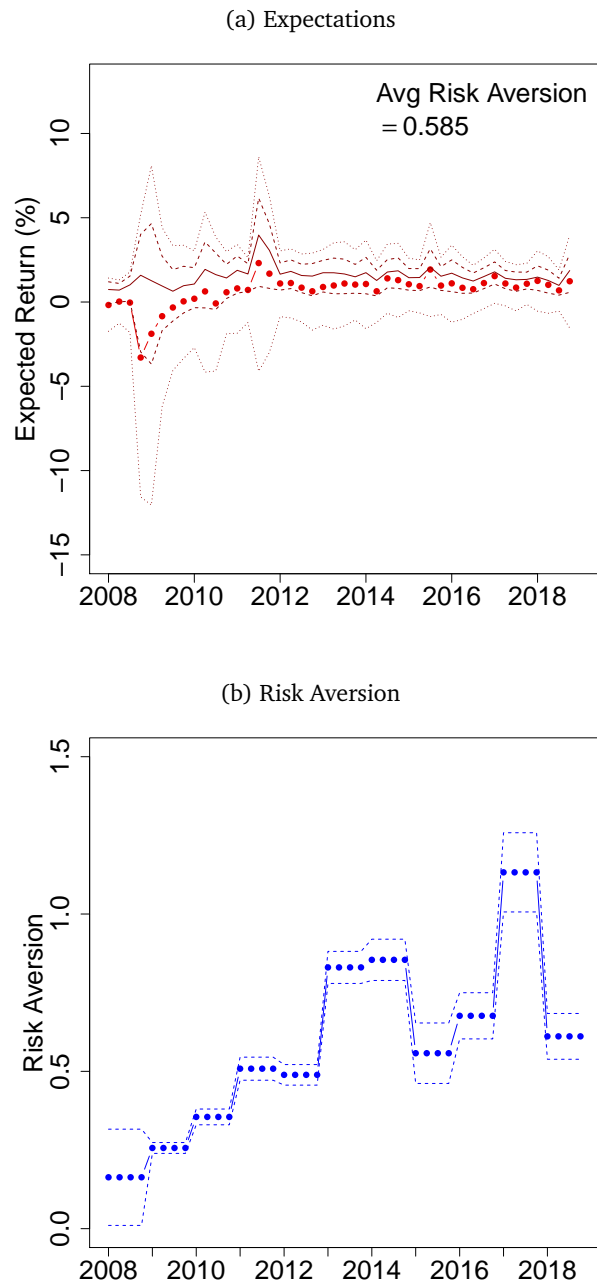 (a) Expectations
Avg Risk Aversion
= 0.585
Expected Return (%)
10
5
0
−5
−10
−15
2008 2010 2012 2014 2016 2018
(b) Risk Aversion
Risk Aversion
1.5
1.0
0.5
0.0
2008 2010 2012 2014 2016 2018